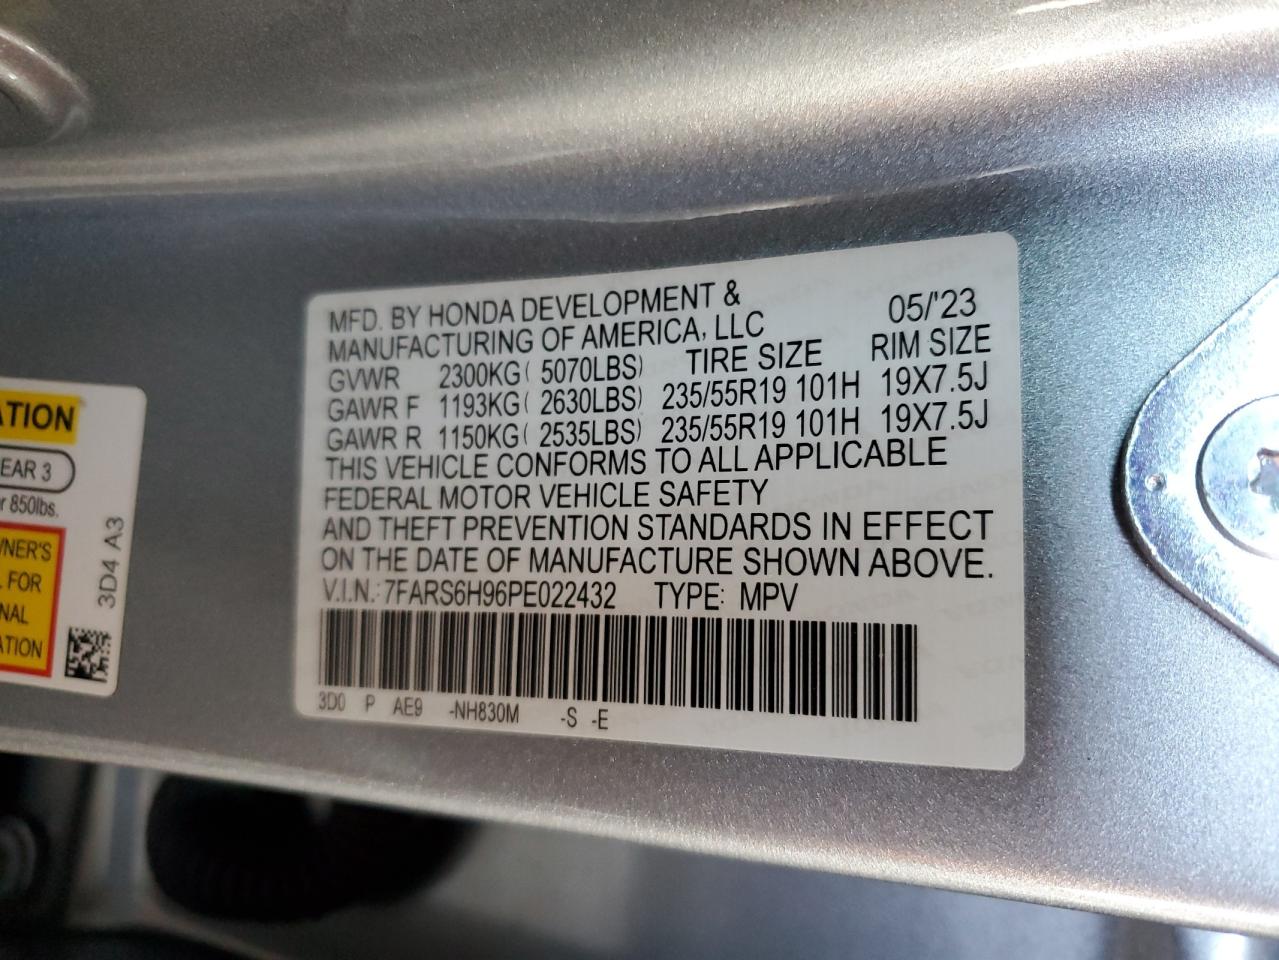 MFD. BY HONDA DEVELOPMENT & 05/'23
MANUFACTURING OF AMERICA, LLC
GVWR 2300KG( 5070LBS) TIRE SIZE RIM SIZE
GAWR F 1193KG( 2630LBS) 235/55R19 101H 19X7.5J
GAWR R 1150KG( 2535LBS) 235/55R19 101H 19X7.5J
THIS VEHICLE CONFORMS TO ALL APPLICABLE
FEDERAL MOTOR VEHICLE SAFETY
AND THEFT PREVENTION STANDARDS IN EFFECT
ON THE DATE OF MANUFACTURE SHOWN ABOVE.
V.I.N.: 7FARS6H96PE022432 TYPE: MPV
3D0 P AE9 -NH830M -S -E
ATION
EAR 3
r 850lbs.
NER'S
FOR
NAL
ATION
3D4 A3